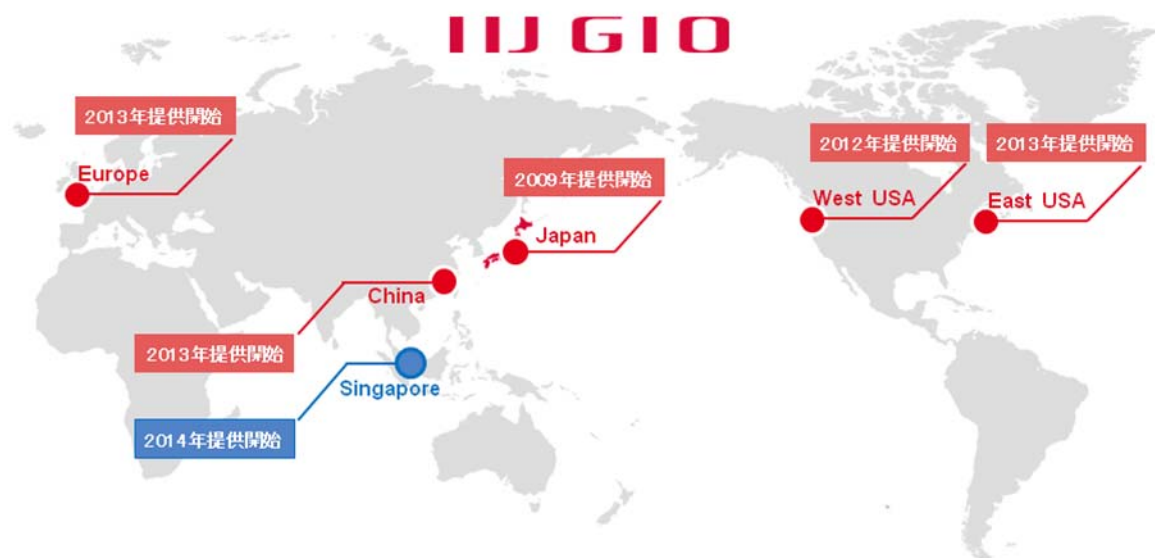 IIJ GIO
2013年提供開始
Europe
2012年提供開始
2013年提供開始
West USA
East USA
2009年提供開始
Japan
China
2013年提供開始
Singapore
2014年提供開始